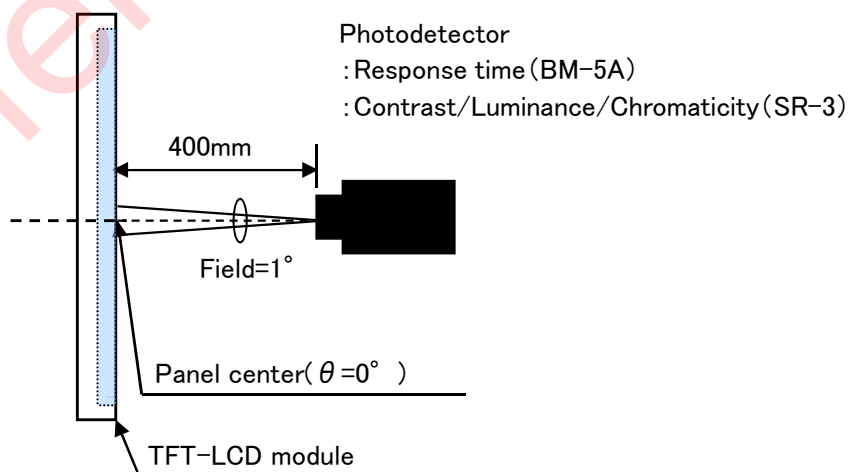 Photodetector
:Response time(BM-5A)
:Contrast/Luminance/Chromaticity(SR-3)
400mm
Field=1°
Panel center(θ=0° )
TFT-LCD module